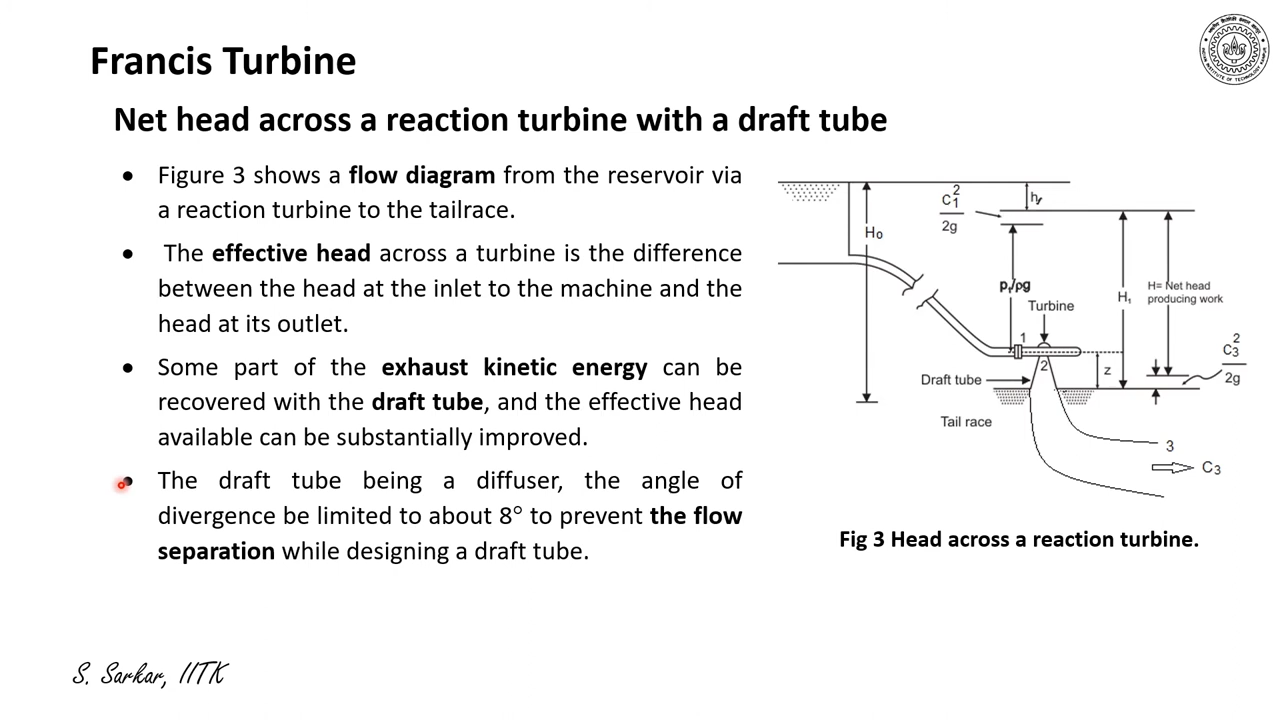 Francis Turbine
Net head across a reaction turbine with a draft tube
• Figure 3 shows a flow diagram from the reservoir via
a reaction turbine to the tailrace.
• The effective head across a turbine is the difference
between the head at the inlet to the machine and the
head at its outlet.
• Some part of the exhaust kinetic energy can be
recovered with the draft tube, and the effective head
available can be substantially improved.
• The draft tube being a diffuser, the angle of
divergence be limited to about 8° to prevent the flow
separation while designing a draft tube.
H₀
C₁²
2g
hf
p₁/ρg
Turbine
H₁
H= Net head
producing work
1
2
z
C₃²
2g
Draft tube
Tail race
3
C₃
Fig 3 Head across a reaction turbine.
S. Sarkar, IITK